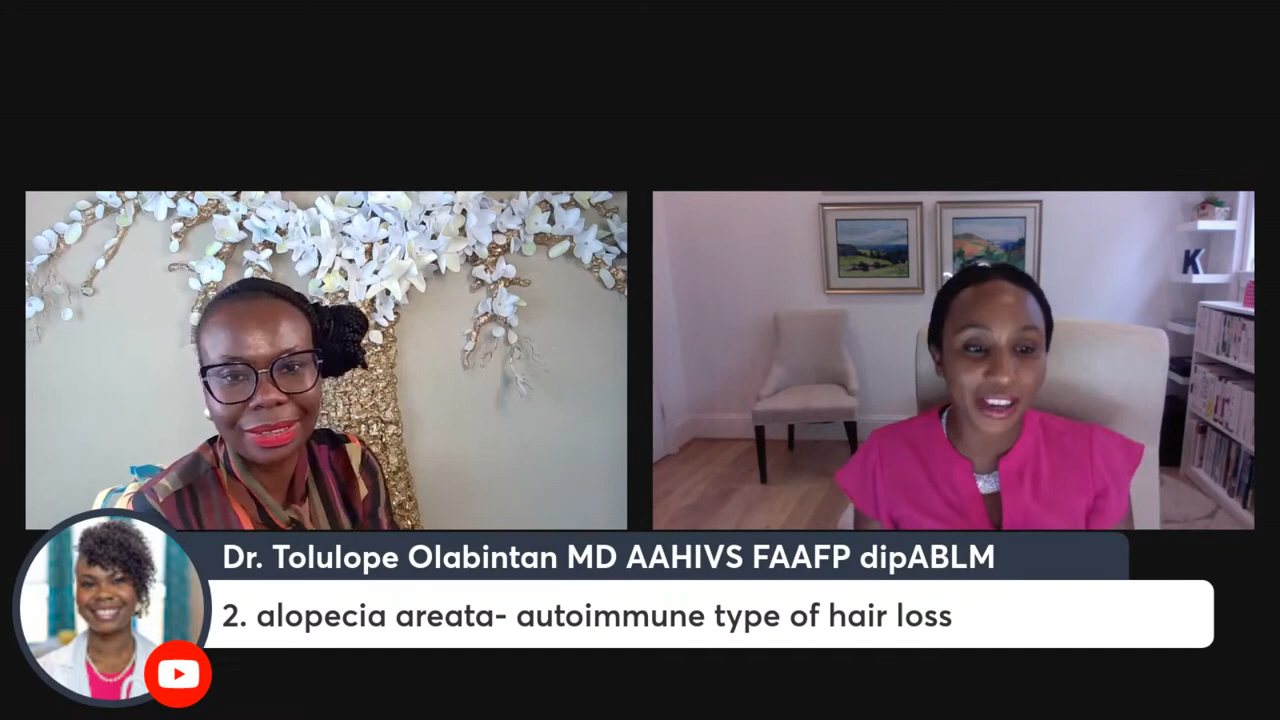 K
Dr. Tolulope Olabintan MD AAHIVS FAAFP dipABLM
2. alopecia areata- autoimmune type of hair loss